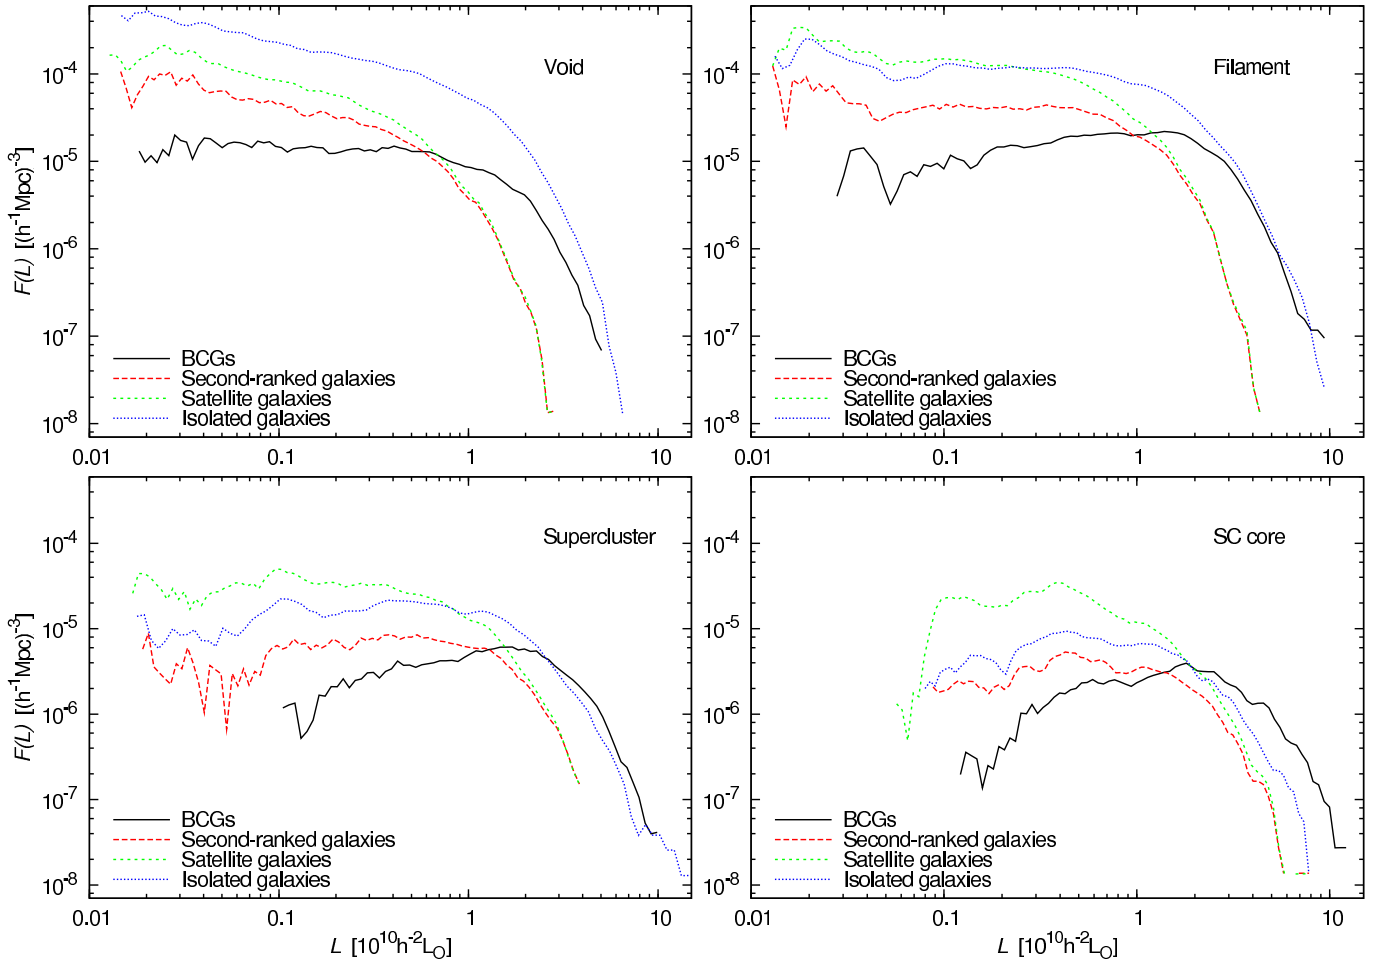 Void
10⁻⁴
10⁻⁵
10⁻⁶
10⁻⁷
10⁻⁸
F(L) [(h⁻¹Mpc)⁻³]
BCGs
Second-ranked galaxies
Satellite galaxies
Isolated galaxies
0.01 0.1 1 10
Filament
10⁻⁴
10⁻⁵
10⁻⁶
10⁻⁷
10⁻⁸
BCGs
Second-ranked galaxies
Satellite galaxies
Isolated galaxies
0.01 0.1 1 10
Supercluster
10⁻⁴
10⁻⁵
10⁻⁶
10⁻⁷
10⁻⁸
F(L) [(h⁻¹Mpc)⁻³]
BCGs
Second-ranked galaxies
Satellite galaxies
Isolated galaxies
0.01 0.1 1 10
L [10¹⁰h⁻²L_O]
SC core
10⁻⁴
10⁻⁵
10⁻⁶
10⁻⁷
10⁻⁸
BCGs
Second-ranked galaxies
Satellite galaxies
Isolated galaxies
0.01 0.1 1 10
L [10¹⁰h⁻²L_O]